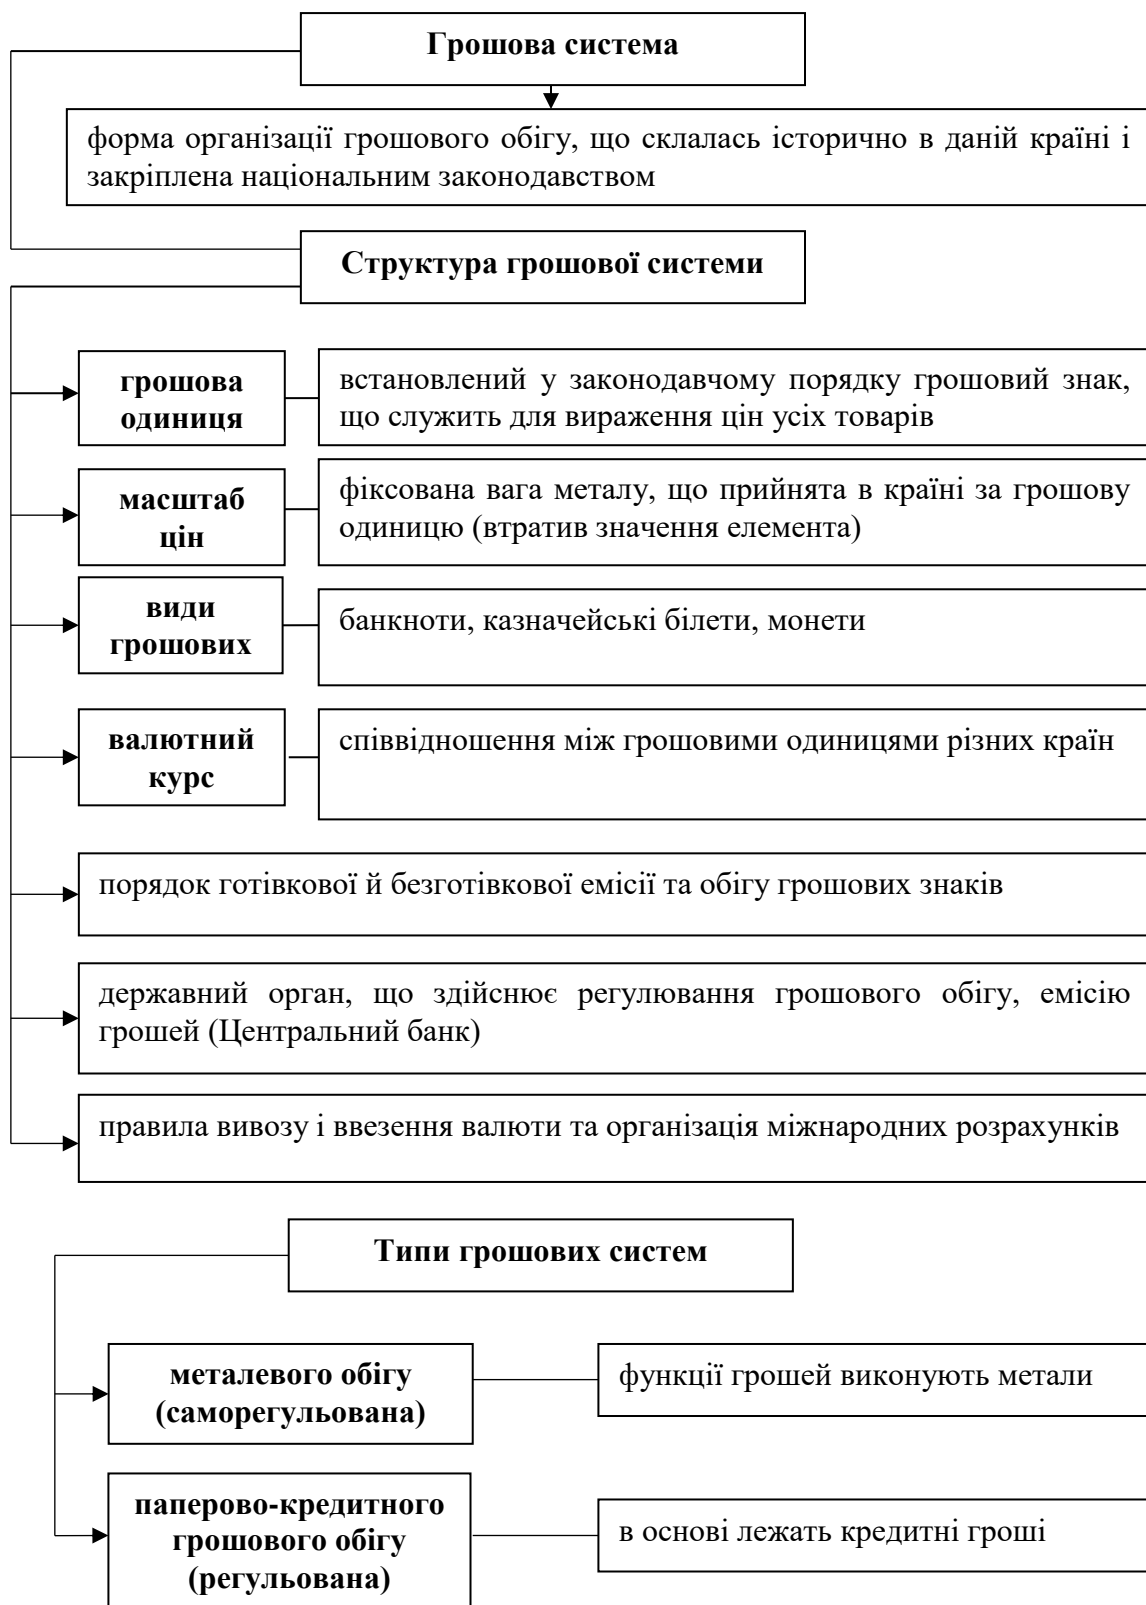 Грошова система
форма організації грошового обігу, що склалась історично в даній країні і
закріплена національним законодавством
Структура грошової системи
грошова
одиниця
встановлений у законодавчому порядку грошовий знак,
що служить для вираження цін усіх товарів
масштаб
цін
фіксована вага металу, що прийнята в країні за грошову
одиницю (втратив значення елемента)
види
грошових
банкноти, казначейські білети, монети
валютний
курс
співвідношення між грошовими одиницями різних країн
порядок готівкової й безготівкової емісії та обігу грошових знаків
державний орган, що здійснює регулювання грошового обігу, емісію
грошей (Центральний банк)
правила вивозу і ввезення валюти та організація міжнародних розрахунків
Типи грошових систем
металевого обігу
(саморегульована)
функції грошей виконують метали
паперово-кредитного
грошового обігу
(регульована)
в основі лежать кредитні гроші